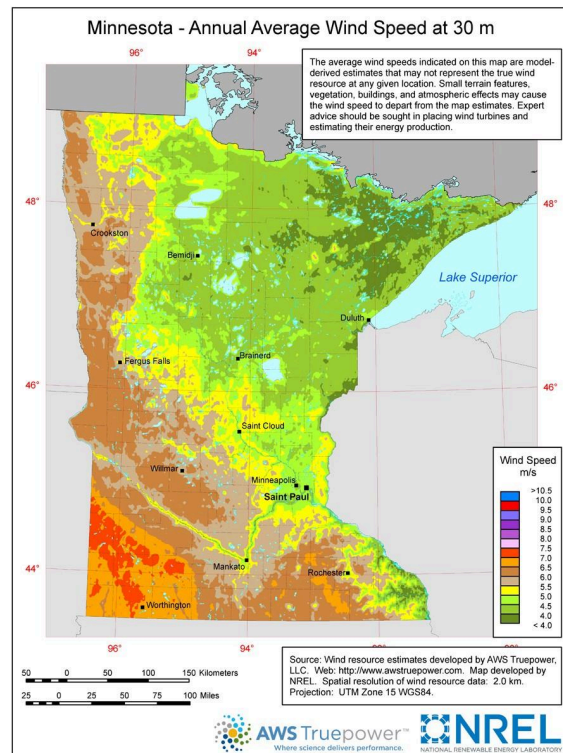 Minnesota - Annual Average Wind Speed at 30 m
The average wind speeds indicated on this map are model-
derived estimates that may not represent the true wind
resource at any given location. Small terrain features,
vegetation, buildings, and atmospheric effects may cause
the wind speed to depart from the map estimates. Expert
advice should be sought in placing wind turbines and
estimating their energy production.
96°
94°
48°
48°
Crookston
Bemidji
Lake Superior
Duluth
Fergus Falls
Brainerd
46°
46°
Saint Cloud
Willmar
Minneapolis
Saint Paul
Wind Speed
m/s
>10.5
10.0
9.5
9.0
8.5
8.0
7.5
7.0
6.5
6.0
5.5
5.0
4.5
4.0
< 4.0
44°
44°
Mankato
Rochester
Worthington
96°
94°
50 0 50 100 150 Kilometers
25 0 25 50 75 100 Miles
Source: Wind resource estimates developed by AWS Truepower,
LLC. Web: http://www.awstruepower.com. Map developed by
NREL. Spatial resolution of wind resource data: 2.0 km.
Projection: UTM Zone 15 WGS84.
AWS Truepower™
Where science delivers performance.
NREL
NATIONAL RENEWABLE ENERGY LABORATORY